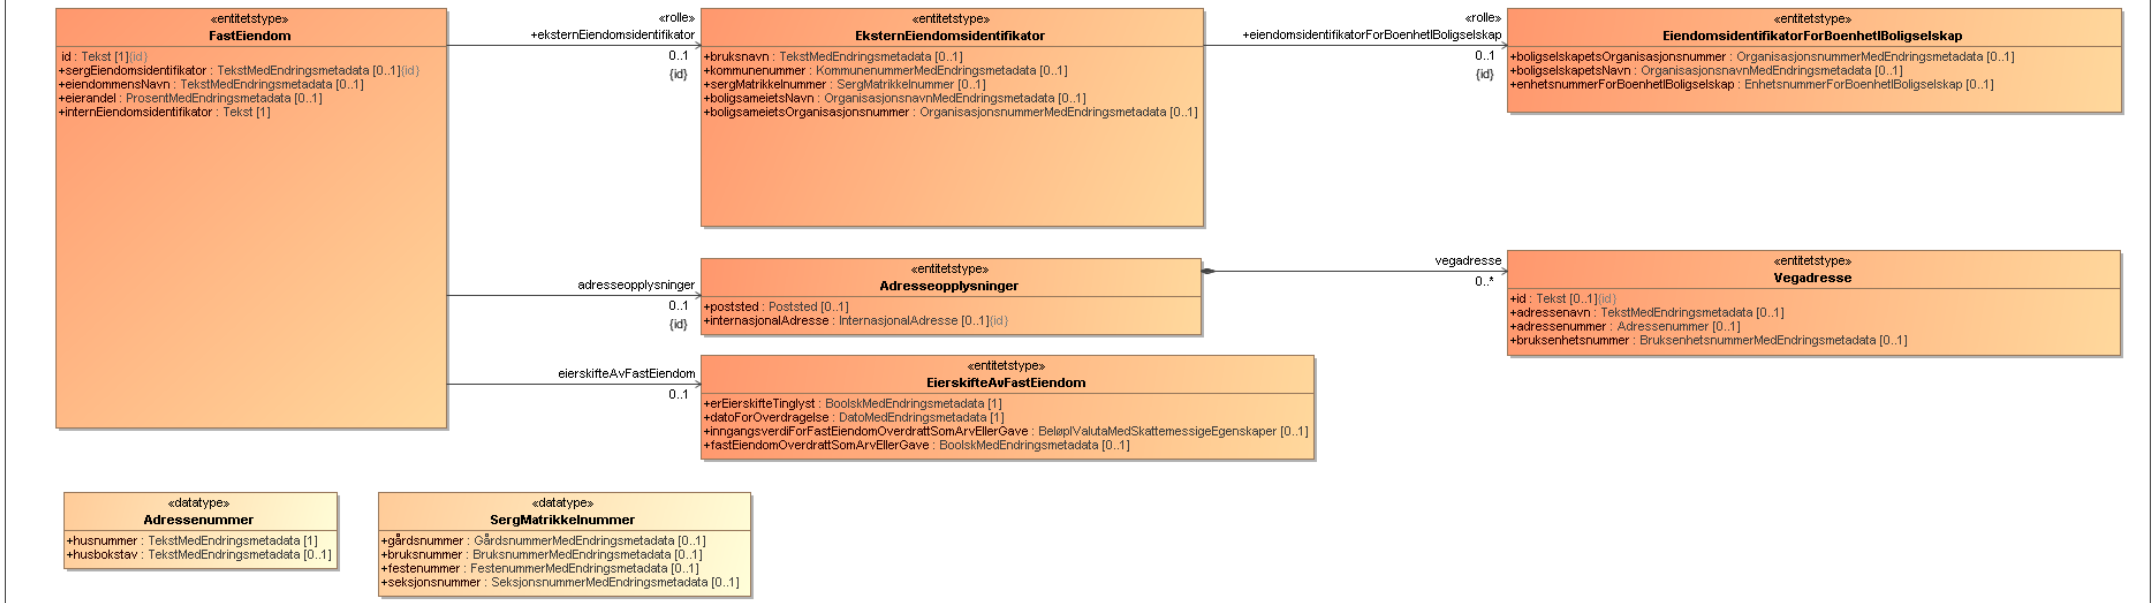 «entitetstype»
FastEiendom
id : Tekst [1]{id}
+sergEiendomsidentifikator : TekstMedEndringsmetadata [0..1]{id}
+eiendommensNavn : TekstMedEndringsmetadata [0..1]
+eierandel : ProsentMedEndringsmetadata [0..1]
+internEiendomsidentifikator : Tekst [1]
«rolle»
+eksternEiendomsidentifikator
0..1
{id}
«entitetstype»
EksternEiendomsidentifikator
+bruksnavn : TekstMedEndringsmetadata [0..1]
+kommunenummer : KommunenummerMedEndringsmetadata [0..1]
+sergMatrikkelnummer : SergMatrikkelnummer [0..1]
+boligsameietsNavn : OrganisasjonsnavnMedEndringsmetadata [0..1]
+boligsameietsOrganisasjonsnummer : OrganisasjonsnummerMedEndringsmetadata [0..1]
«rolle»
+eiendomsidentifikatorForBoenhetIBoligselskap
0..1
{id}
«entitetstype»
EiendomsidentifikatorForBoenhetIBoligselskap
+boligselskapetsOrganisasjonsnummer : OrganisasjonsnummerMedEndringsmetadata [0..1]
+boligselskapetsNavn : OrganisasjonsnavnMedEndringsmetadata [0..1]
+enhetsnummerForBoenhetIBoligselskap : EnhetsnummerForBoenhetIBoligselskap [0..1]
adresseopplysninger
0..1
{id}
«entitetstype»
Adresseopplysninger
+poststed : Poststed [0..1]
+internasjonalAdresse : InternasjonalAdresse [0..1]{id}
vegadresse
0..*
«entitetstype»
Vegadresse
+id : Tekst [0..1]{id}
+adressenavn : TekstMedEndringsmetadata [0..1]
+adressenummer : Adressenummer [0..1]
+bruksenhetsnummer : BruksenhetsnummerMedEndringsmetadata [0..1]
eierskifteAvFastEiendom
0..1
«entitetstype»
EierskifteAvFastEiendom
+erEierskifteTinglyst : BoolskMedEndringsmetadata [1]
+datoForOverdragelse : DatoMedEndringsmetadata [1]
+inngangsverdiForFastEiendomOverdrattSomArvEllerGave : BeløpIValutaMedSkattemessigeEgenskaper [0..1]
+fastEiendomOverdrattSomArvEllerGave : BoolskMedEndringsmetadata [0..1]
«datatype»
Adressenummer
+husnummer : TekstMedEndringsmetadata [1]
+husbokstav : TekstMedEndringsmetadata [0..1]
«datatype»
SergMatrikkelnummer
+gårdsnummer : GårdsnummerMedEndringsmetadata [0..1]
+bruksnummer : BruksnummerMedEndringsmetadata [0..1]
+festenummer : FestenummerMedEndringsmetadata [0..1]
+seksjonsnummer : SeksjonsnummerMedEndringsmetadata [0..1]